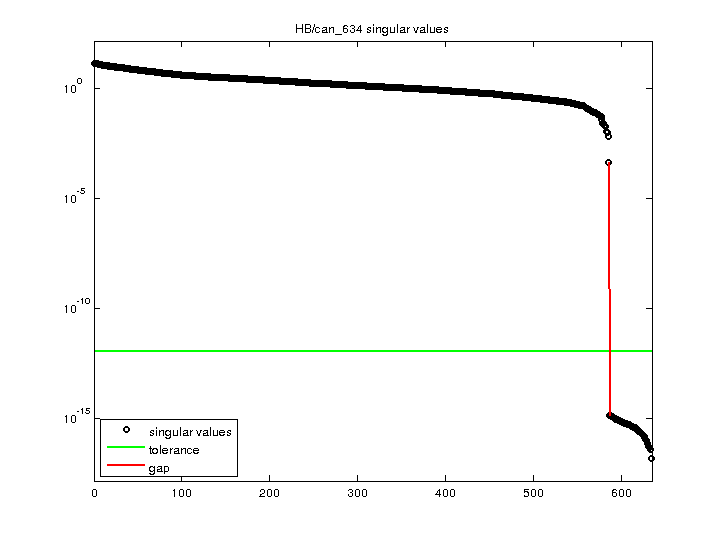 HB/can_634 singular values
10^0
10^-5
10^-10
10^-15
singular values
tolerance
gap
0 100 200 300 400 500 600